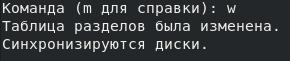 Команда (m для справки): w
Таблица разделов была изменена.
Синхронизируются диски.